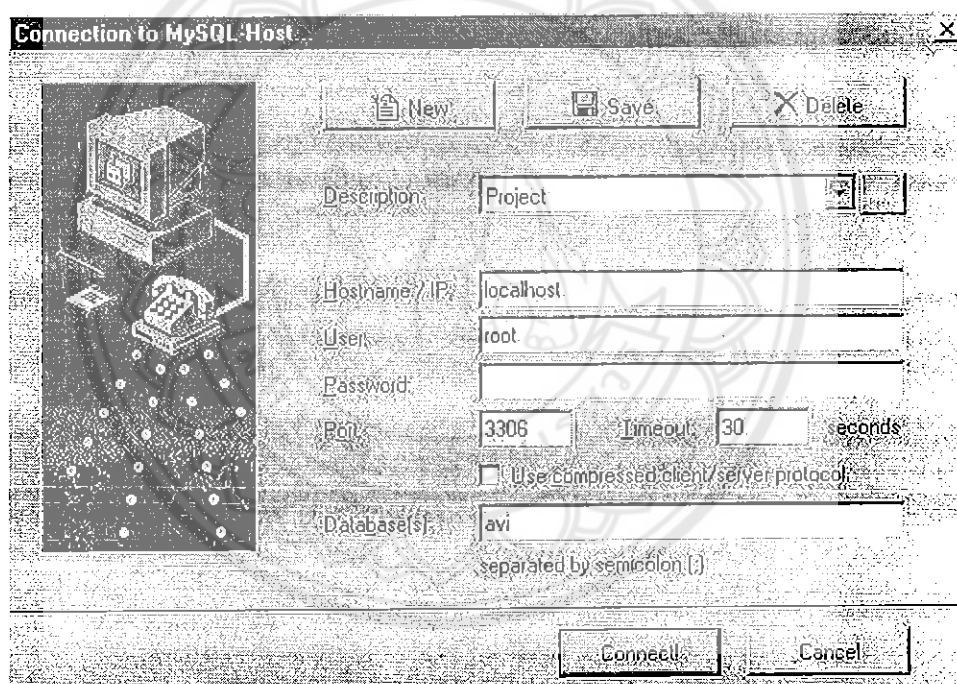 Connection to MySQL-Host...
New Save Delete
Description: Project
Hostname / IP: localhost
User: root
Password:
Port: 3306 Timeout: 30 seconds
Use compressed client/server protocol
Database(s): avi
separated by semicolon (;)
Connect! Cancel